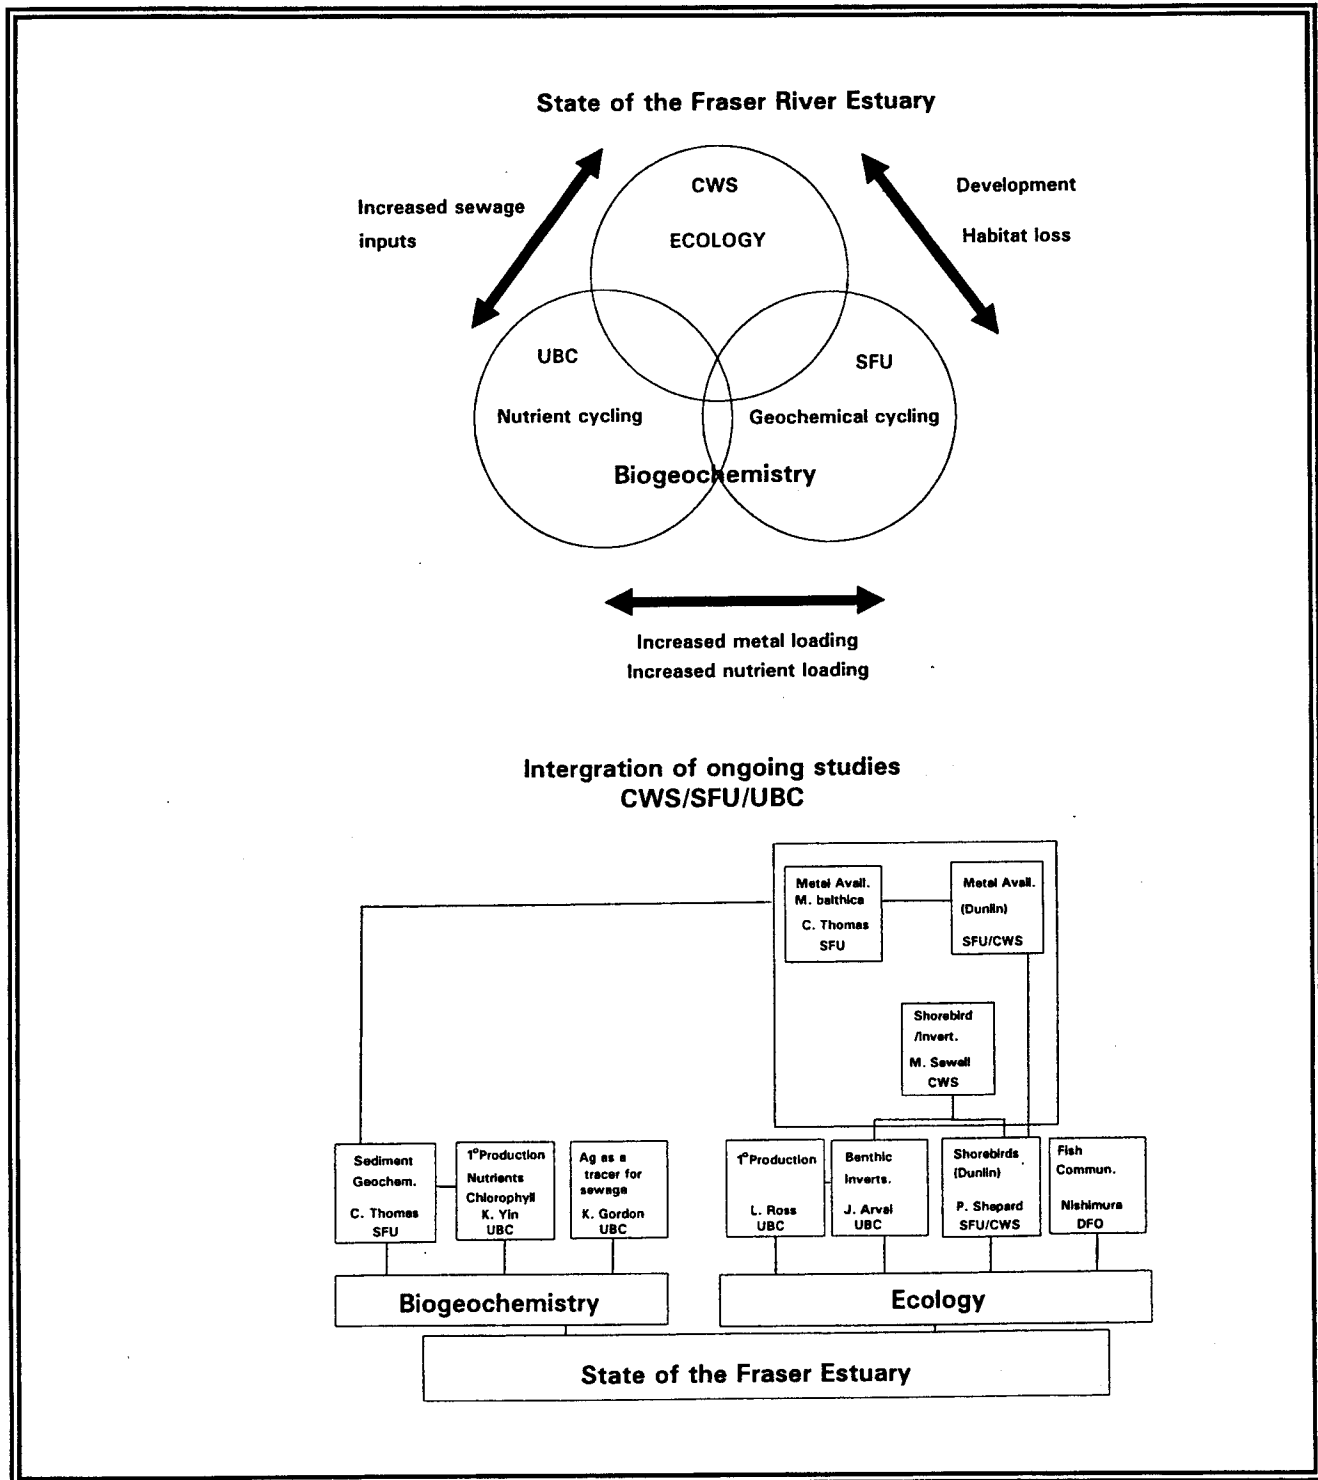 State of the Fraser River Estuary
CWS
ECOLOGY
Increased sewage
inputs
Development
Habitat loss
UBC
Nutrient cycling
SFU
Geochemical cycling
Biogeochemistry
Increased metal loading
Increased nutrient loading
Intergration of ongoing studies
CWS/SFU/UBC
Metal Avail.
M. balthica
C. Thomas
SFU
Metal Avail.
(Dunlin)
SFU/CWS
Shorebird
/Invert.
M. Sewell
CWS
Sediment
Geochem.
C. Thomas
SFU
1°Production
Nutrients
Chlorophyll
K. Yin
UBC
Ag as a
tracer for
sewage
K. Gordon
UBC
1°Production
L. Ross
UBC
Benthic
Inverts.
J. Arvai
UBC
Shorebirds
(Dunlin)
P. Shepard
SFU/CWS
Fish
Commun.
Nishimura
DFO
Biogeochemistry
Ecology
State of the Fraser Estuary